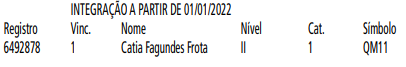 INTEGRAÇÃO A PARTIR DE 01/01/2022
Registro Vinc. Nome Nível Cat. Símbolo
6492878 1 Catia Fagundes Frota II 1 QM11